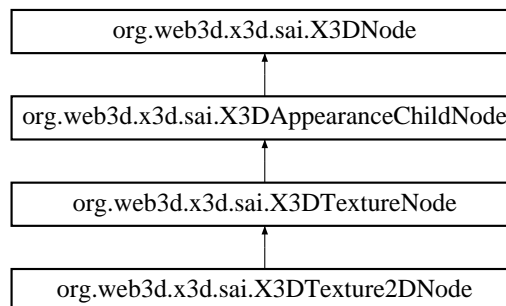 org.web3d.x3d.sai.X3DNode
org.web3d.x3d.sai.X3DAppearanceChildNode
org.web3d.x3d.sai.X3DTextureNode
org.web3d.x3d.sai.X3DTexture2DNode